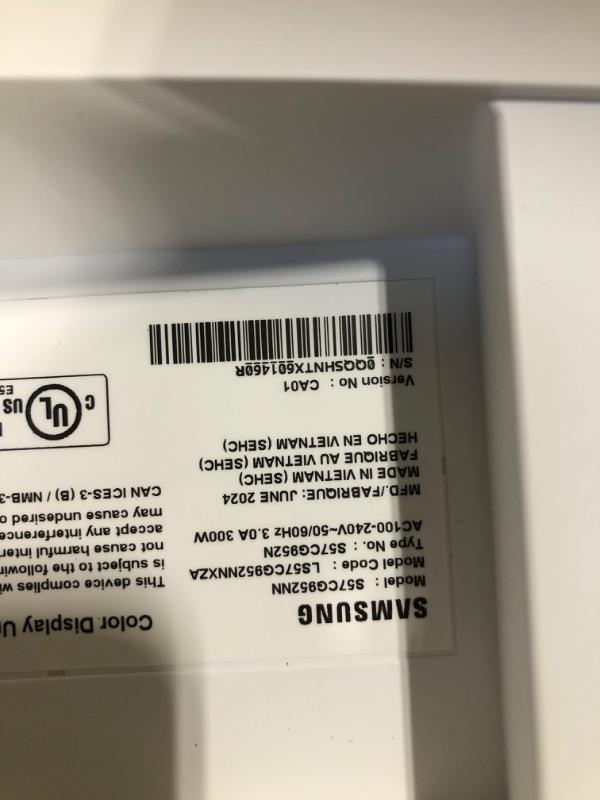 SAMSUNG
Model : S57CG952NN
Model Code : LS57CG952NNXZA
Type No. : S57CG952N
AC100-240V~50/60Hz 3.0A 300W
MFD./FABRIQUE: JUNE 2024
MADE IN VIETNAM (SEHC)
FABRIQUE AU VIETNAM (SEHC)
HECHO EN VIETNAM (SEHC)
Version No : CA01
S/N : 0QQSHNTX601460R
Color Display
This device complies
is subject to the
not cause harmful
accept any interference
may cause undesired
CAN ICES-3 (B) / NMB-3
C UL US